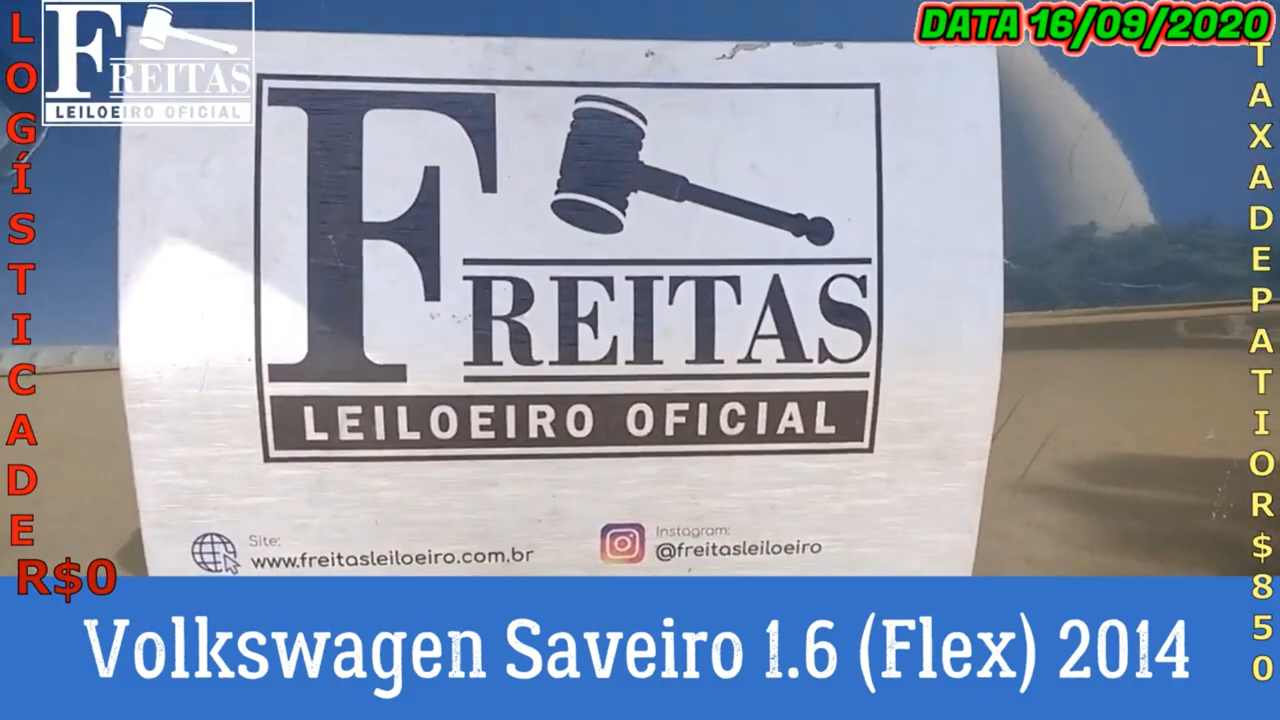 FREITAS
LEILOEIRO OFICIAL
DATA 16/09/2020
LOGÍSTICA DE R$0
TAXA DE PATIO R$850
FREITAS
LEILOEIRO OFICIAL
Site:
www.freitasleiloeiro.com.br
Instagram:
@freitasleiloeiro
Volkswagen Saveiro 1.6 (Flex) 2014